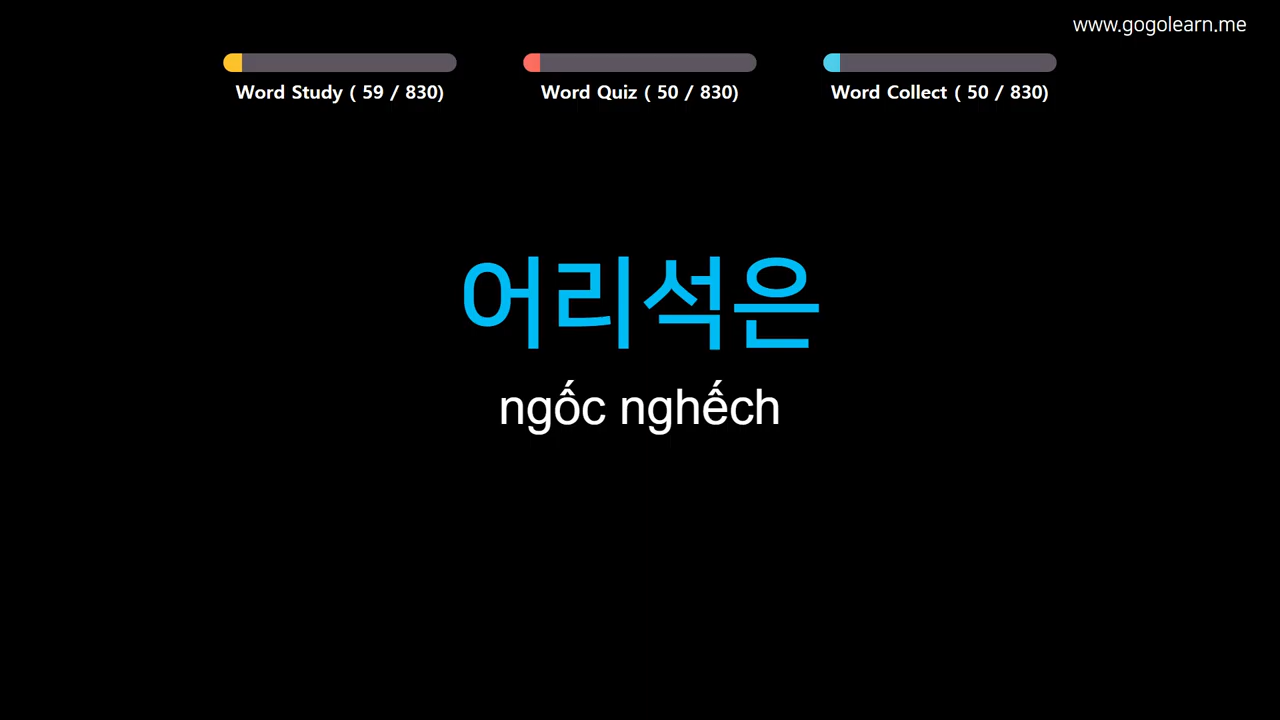 www.gogolearn.me
Word Study ( 59 / 830)
Word Quiz ( 50 / 830)
Word Collect ( 50 / 830)
어리석은
ngốc nghếch